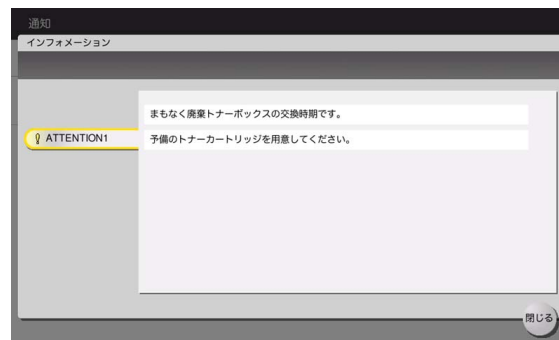 通知
インフォメーション
まもなく廃棄トナーボックスの交換時期です。
ATTENTION1
予備のトナーカートリッジを用意してください。
閉じる